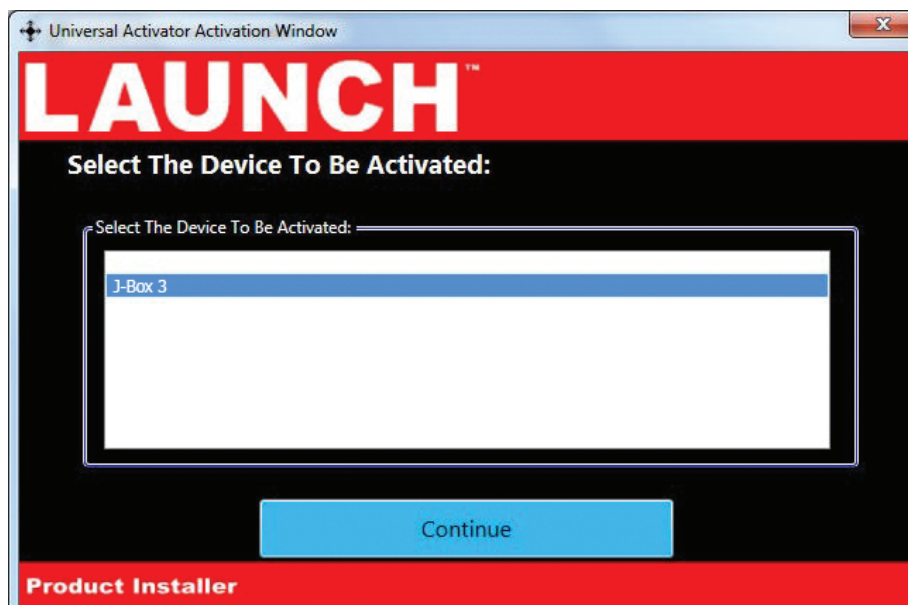 Universal Activator Activation Window
LAUNCH™
Select The Device To Be Activated:
Select The Device To Be Activated:
J-Box 3
Continue
Product Installer